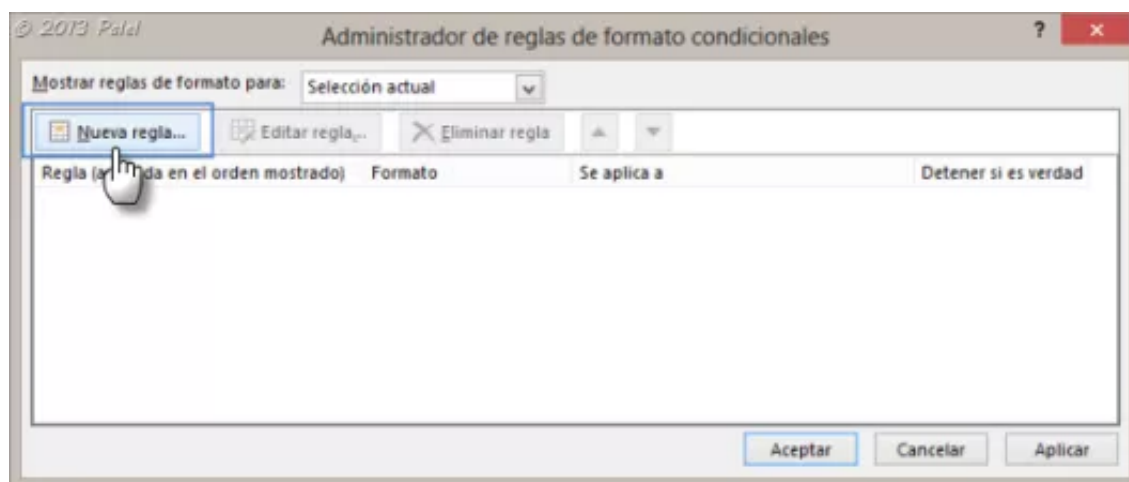 © 2013 Patel
Administrador de reglas de formato condicionales
?
Mostrar reglas de formato para: Selección actual
Nueva regla... Editar regla... Eliminar regla
Regla ( da en el orden mostrado) Formato Se aplica a Detener si es verdad
Aceptar Cancelar Aplicar